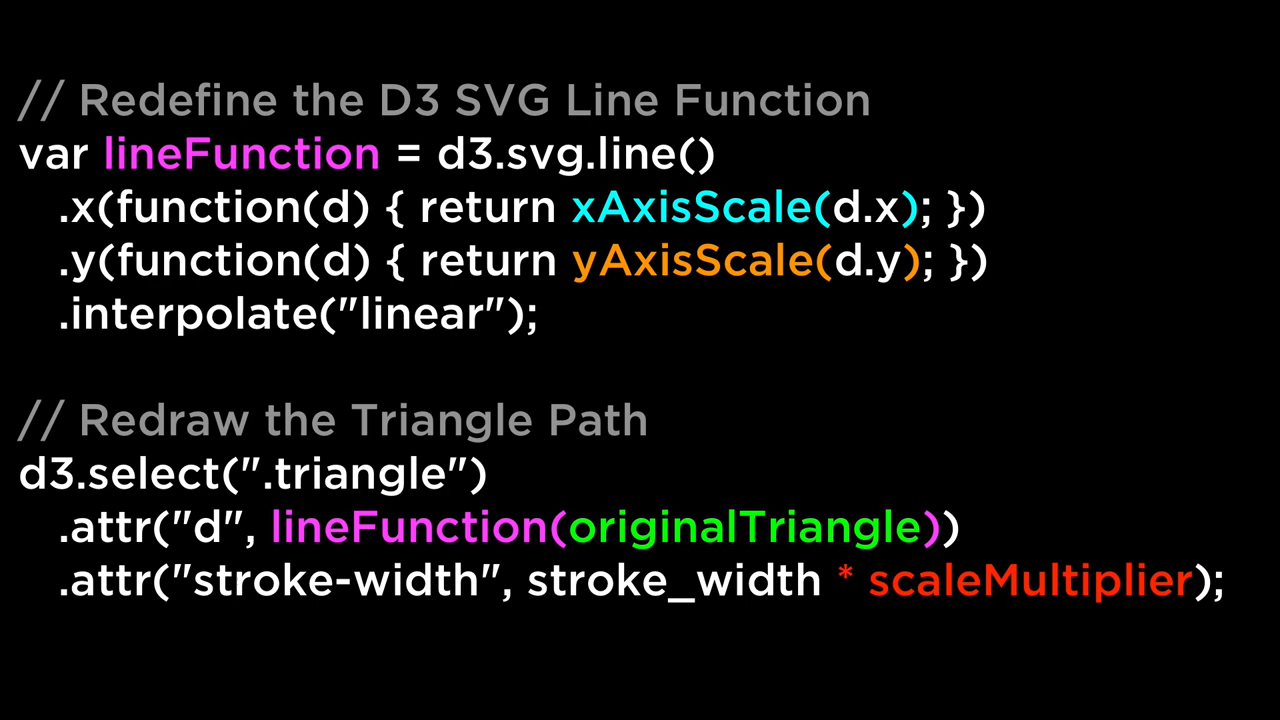 // Redefine the D3 SVG Line Function
var lineFunction = d3.svg.line()
.x(function(d) { return xAxisScale(d.x); })
.y(function(d) { return yAxisScale(d.y); })
.interpolate("linear");
// Redraw the Triangle Path
d3.select(".triangle")
.attr("d", lineFunction(originalTriangle))
.attr("stroke-width", stroke_width * scaleMultiplier);